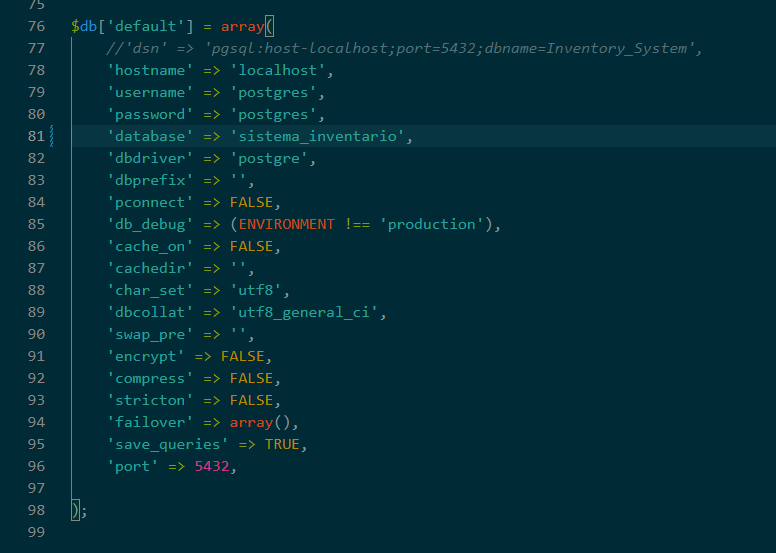 75
76 $db['default'] = array(
77 //'dsn' => 'pgsql:host-localhost;port=5432;dbname=Inventory_System',
78 'hostname' => 'localhost',
79 'username' => 'postgres',
80 'password' => 'postgres',
81 'database' => 'sistema_inventario',
82 'dbdriver' => 'postgre',
83 'dbprefix' => '',
84 'pconnect' => FALSE,
85 'db_debug' => (ENVIRONMENT !== 'production'),
86 'cache_on' => FALSE,
87 'cachedir' => '',
88 'char_set' => 'utf8',
89 'dbcollat' => 'utf8_general_ci',
90 'swap_pre' => '',
91 'encrypt' => FALSE,
92 'compress' => FALSE,
93 'stricton' => FALSE,
94 'failover' => array(),
95 'save_queries' => TRUE,
96 'port' => 5432,
97
98 );
99